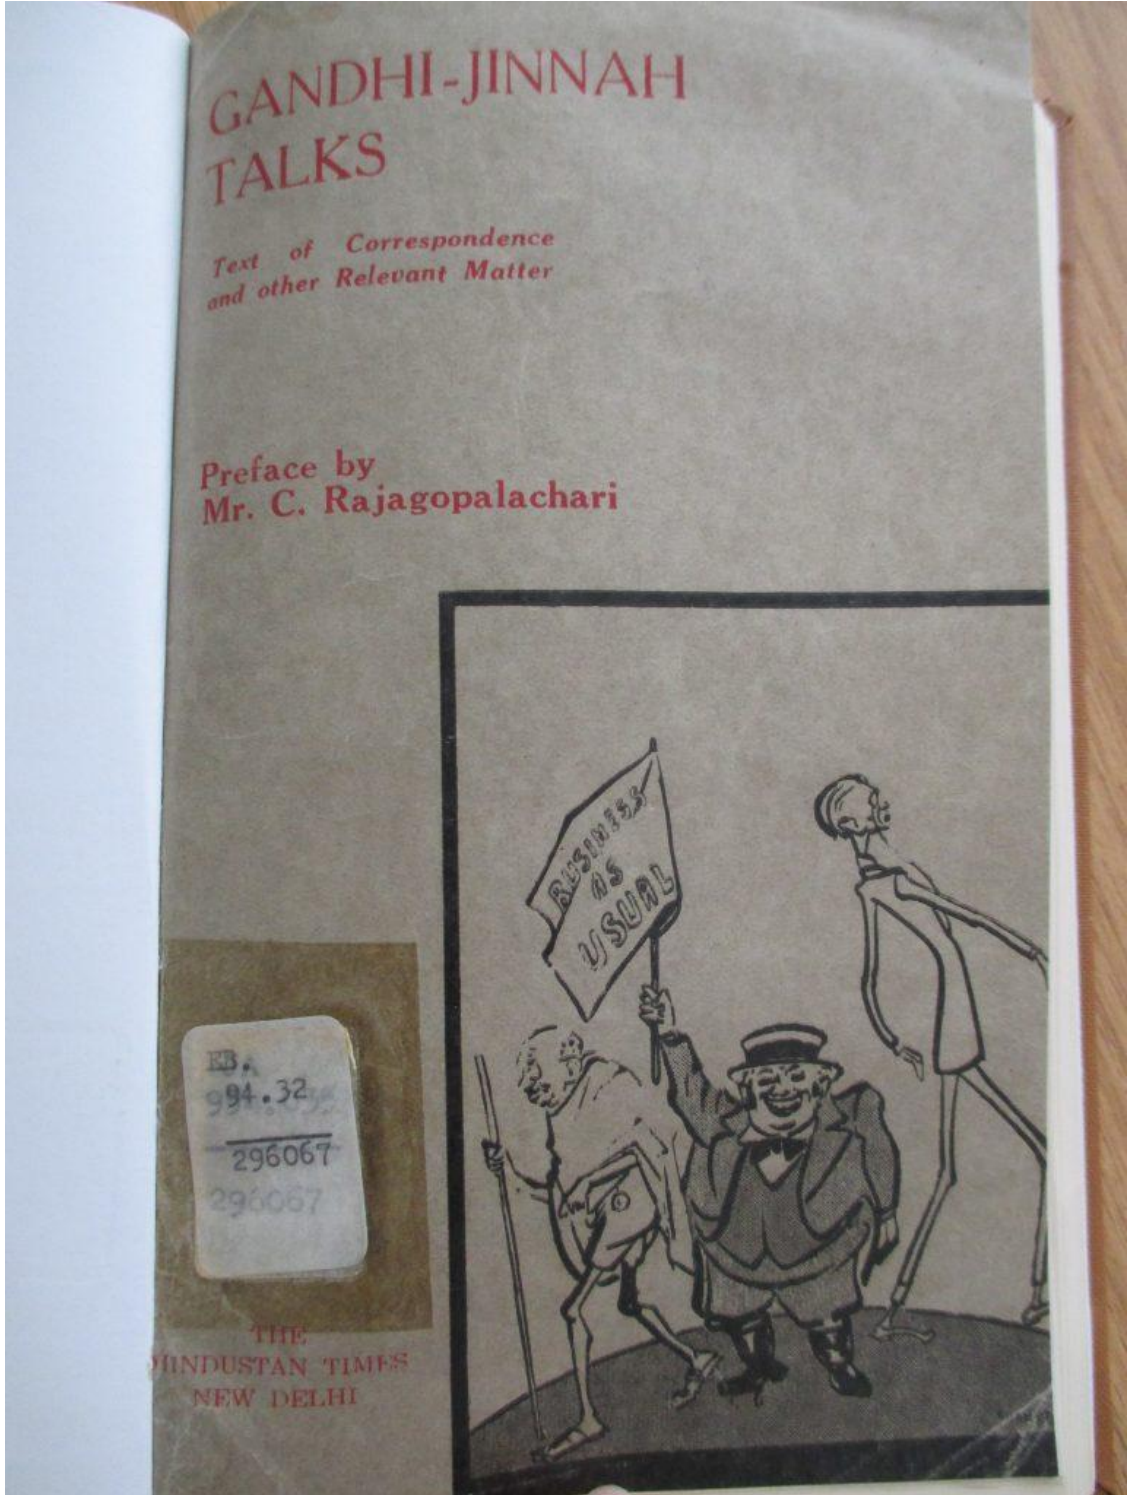 GANDHI-JINNAH
TALKS
Text of Correspondence
and other Relevant Matter
Preface by
Mr. C. Rajagopalachari
BUSINESS
AS
USUAL
EB.
994.32
296067
296067
THE
HINDUSTAN TIMES
NEW DELHI